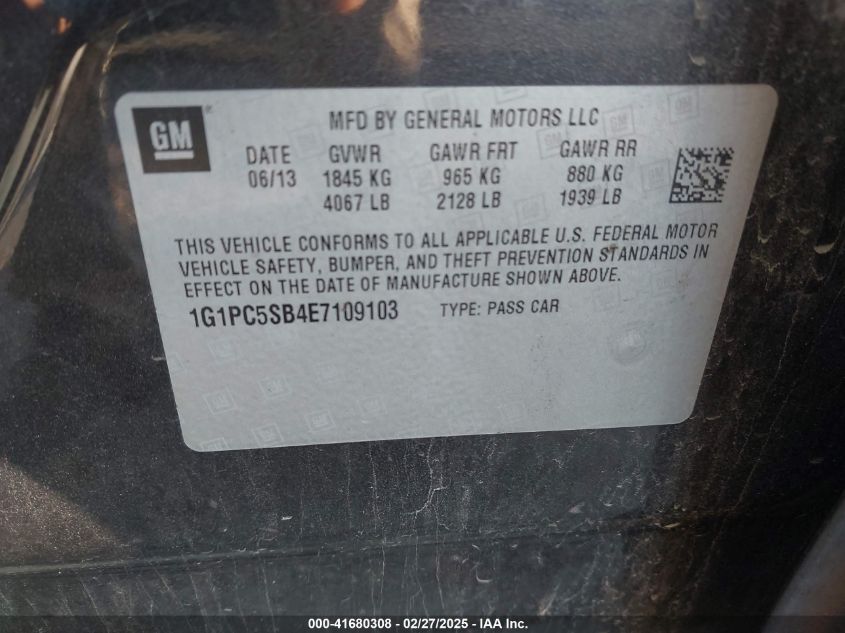 GM
MFD BY GENERAL MOTORS LLC
DATE GVWR GAWR FRT GAWR RR
06/13 1845 KG 965 KG 880 KG
4067 LB 2128 LB 1939 LB
THIS VEHICLE CONFORMS TO ALL APPLICABLE U.S. FEDERAL MOTOR
VEHICLE SAFETY, BUMPER, AND THEFT PREVENTION STANDARDS IN
EFFECT ON THE DATE OF MANUFACTURE SHOWN ABOVE.
1G1PC5SB4E7109103 TYPE: PASS CAR
000-41680308 - 02/27/2025 - IAA Inc.